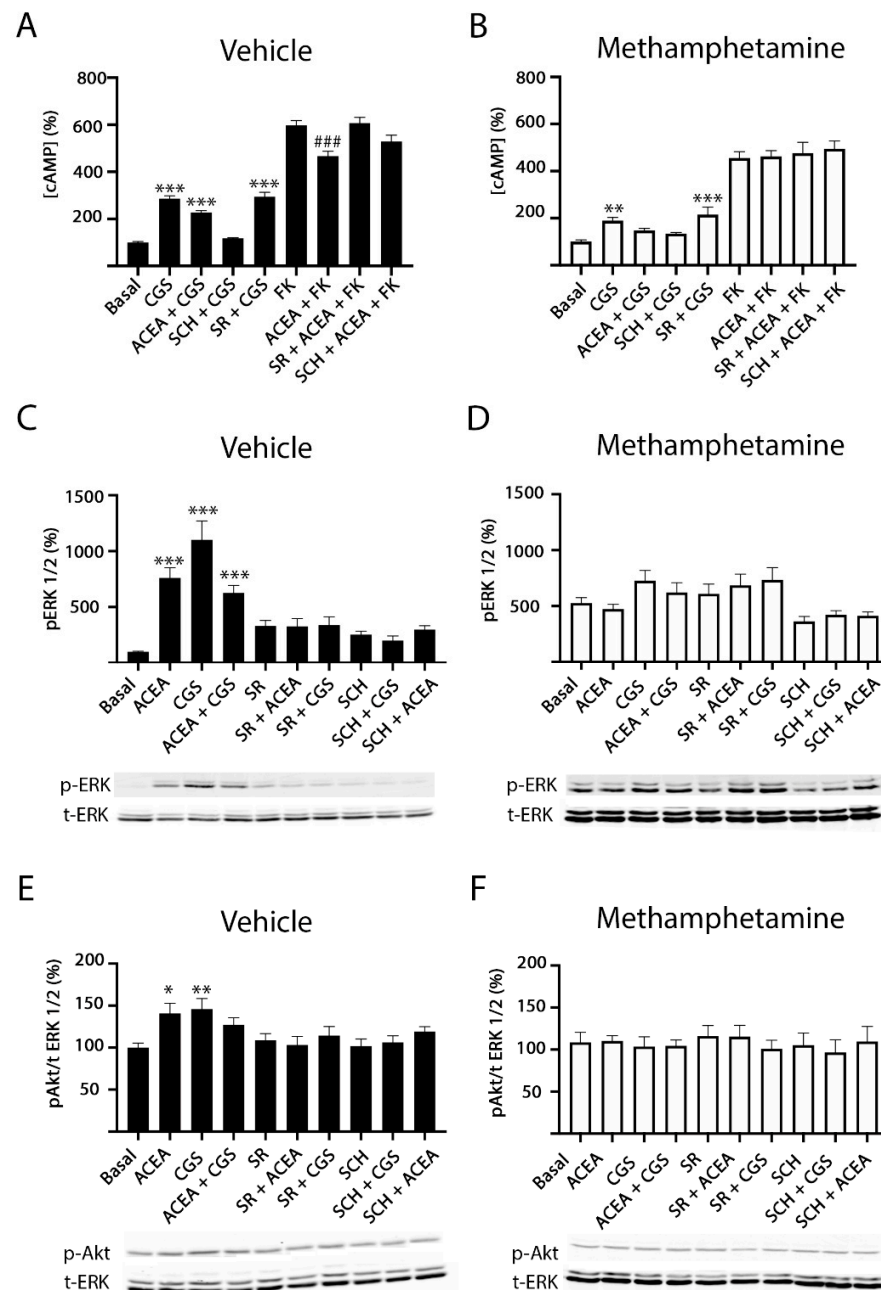 A
Vehicle
[cAMP] (%)
800
600
400
200
***
***
***
###
Basal
CGS
ACEA + CGS
SCH + CGS
SR + CGS
FK
ACEA + FK
SR + ACEA + FK
SCH + ACEA + FK
B
Methamphetamine
[cAMP] (%)
800
600
400
200
**
***
Basal
CGS
ACEA + CGS
SCH + CGS
SR + CGS
FK
ACEA + FK
SR + ACEA + FK
SCH + ACEA + FK
C
Vehicle
pERK 1/2 (%)
1500
1000
500
***
***
***
Basal
ACEA
CGS
ACEA + CGS
SR
SR + ACEA
SR + CGS
SCH
SCH + CGS
SCH + ACEA
p-ERK
t-ERK
D
Methamphetamine
pERK 1/2 (%)
1500
1000
500
Basal
ACEA
CGS
ACEA + CGS
SR
SR + ACEA
SR + CGS
SCH
SCH + CGS
SCH + ACEA
p-ERK
t-ERK
E
Vehicle
pAkt/t ERK 1/2 (%)
200
150
100
50
*
**
Basal
ACEA
CGS
ACEA + CGS
SR
SR + ACEA
SR + CGS
SCH
SCH + CGS
SCH + ACEA
p-Akt
t-ERK
F
Methamphetamine
pAkt/t ERK 1/2 (%)
200
150
100
50
Basal
ACEA
CGS
ACEA + CGS
SR
SR + ACEA
SR + CGS
SCH
SCH + CGS
SCH + ACEA
p-Akt
t-ERK